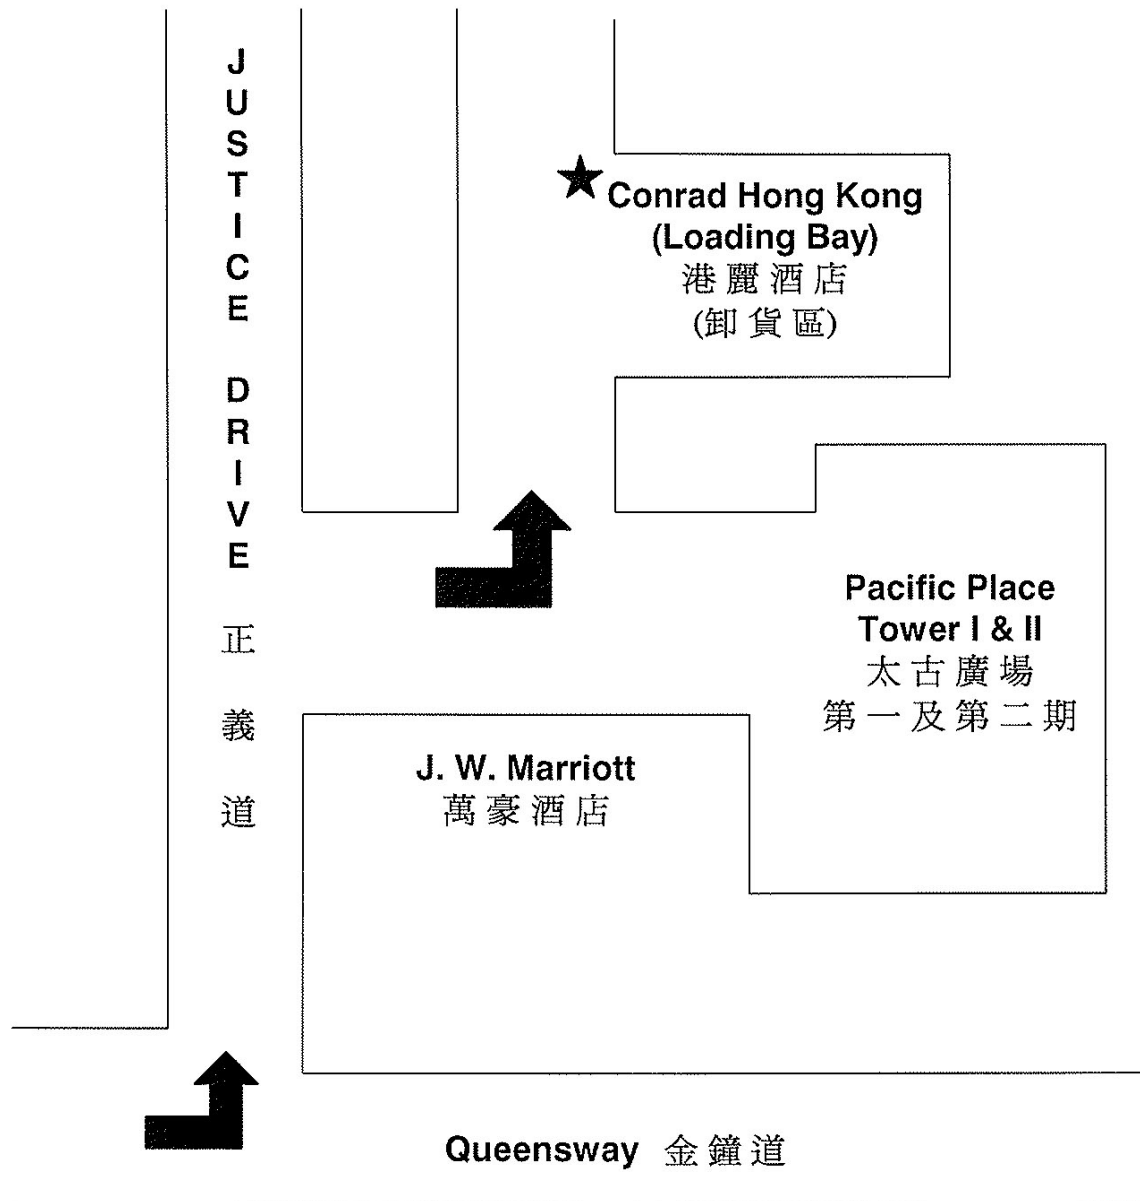 JUSTICE DRIVE 正義道
Conrad Hong Kong
(Loading Bay)
港麗酒店
(卸貨區)
Pacific Place
Tower I & II
太古廣場
第一及第二期
J. W. Marriott
萬豪酒店
Queensway 金鐘道